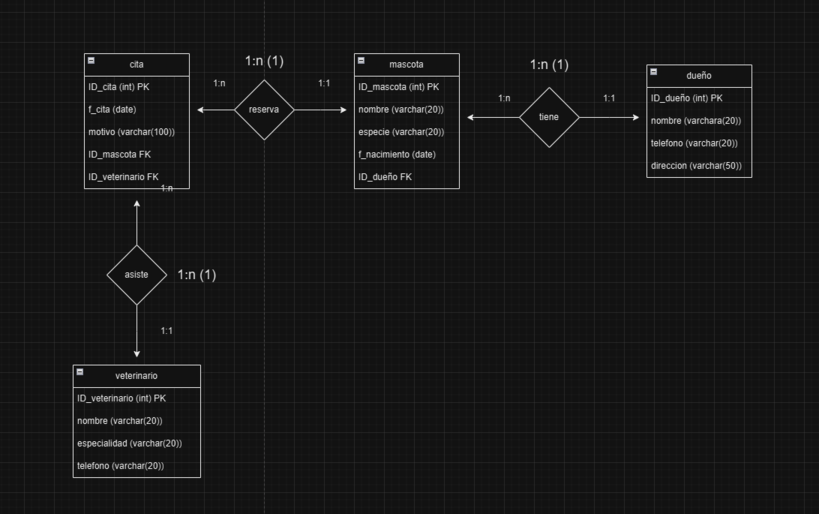 cita
ID_cita (int) PK
f_cita (date)
motivo (varchar(100))
ID_mascota FK
ID_veterinario FK
1:n (1)
1:n
reserva
1:1
mascota
ID_mascota (int) PK
nombre (varchar(20))
especie (varchar(20))
f_nacimiento (date)
ID_dueño FK
1:n (1)
1:n
tiene
1:1
dueño
ID_dueño (int) PK
nombre (varchara(20))
telefono (varchar(20))
direccion (varchar(50))
1:n
asiste
1:n (1)
1:1
veterinario
ID_veterinario (int) PK
nombre (varchar(20))
especialidad (varchar(20))
telefono (varchar(20))